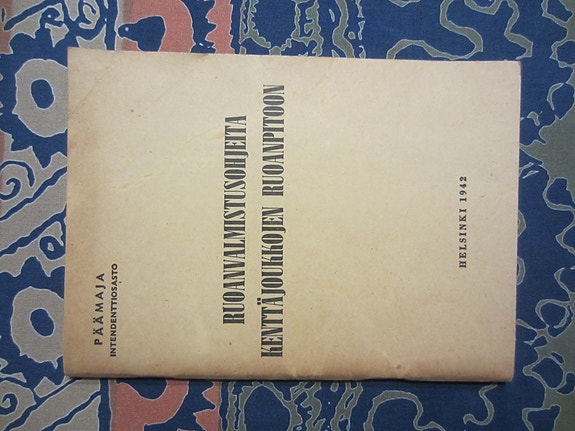 PÄÄMAJA
INTENDENTTIOSASTO
RUOANVALMISTUSOHJEITA
KENTTÄJOUKKOJEN RUOANPITOON
HELSINKI 1942